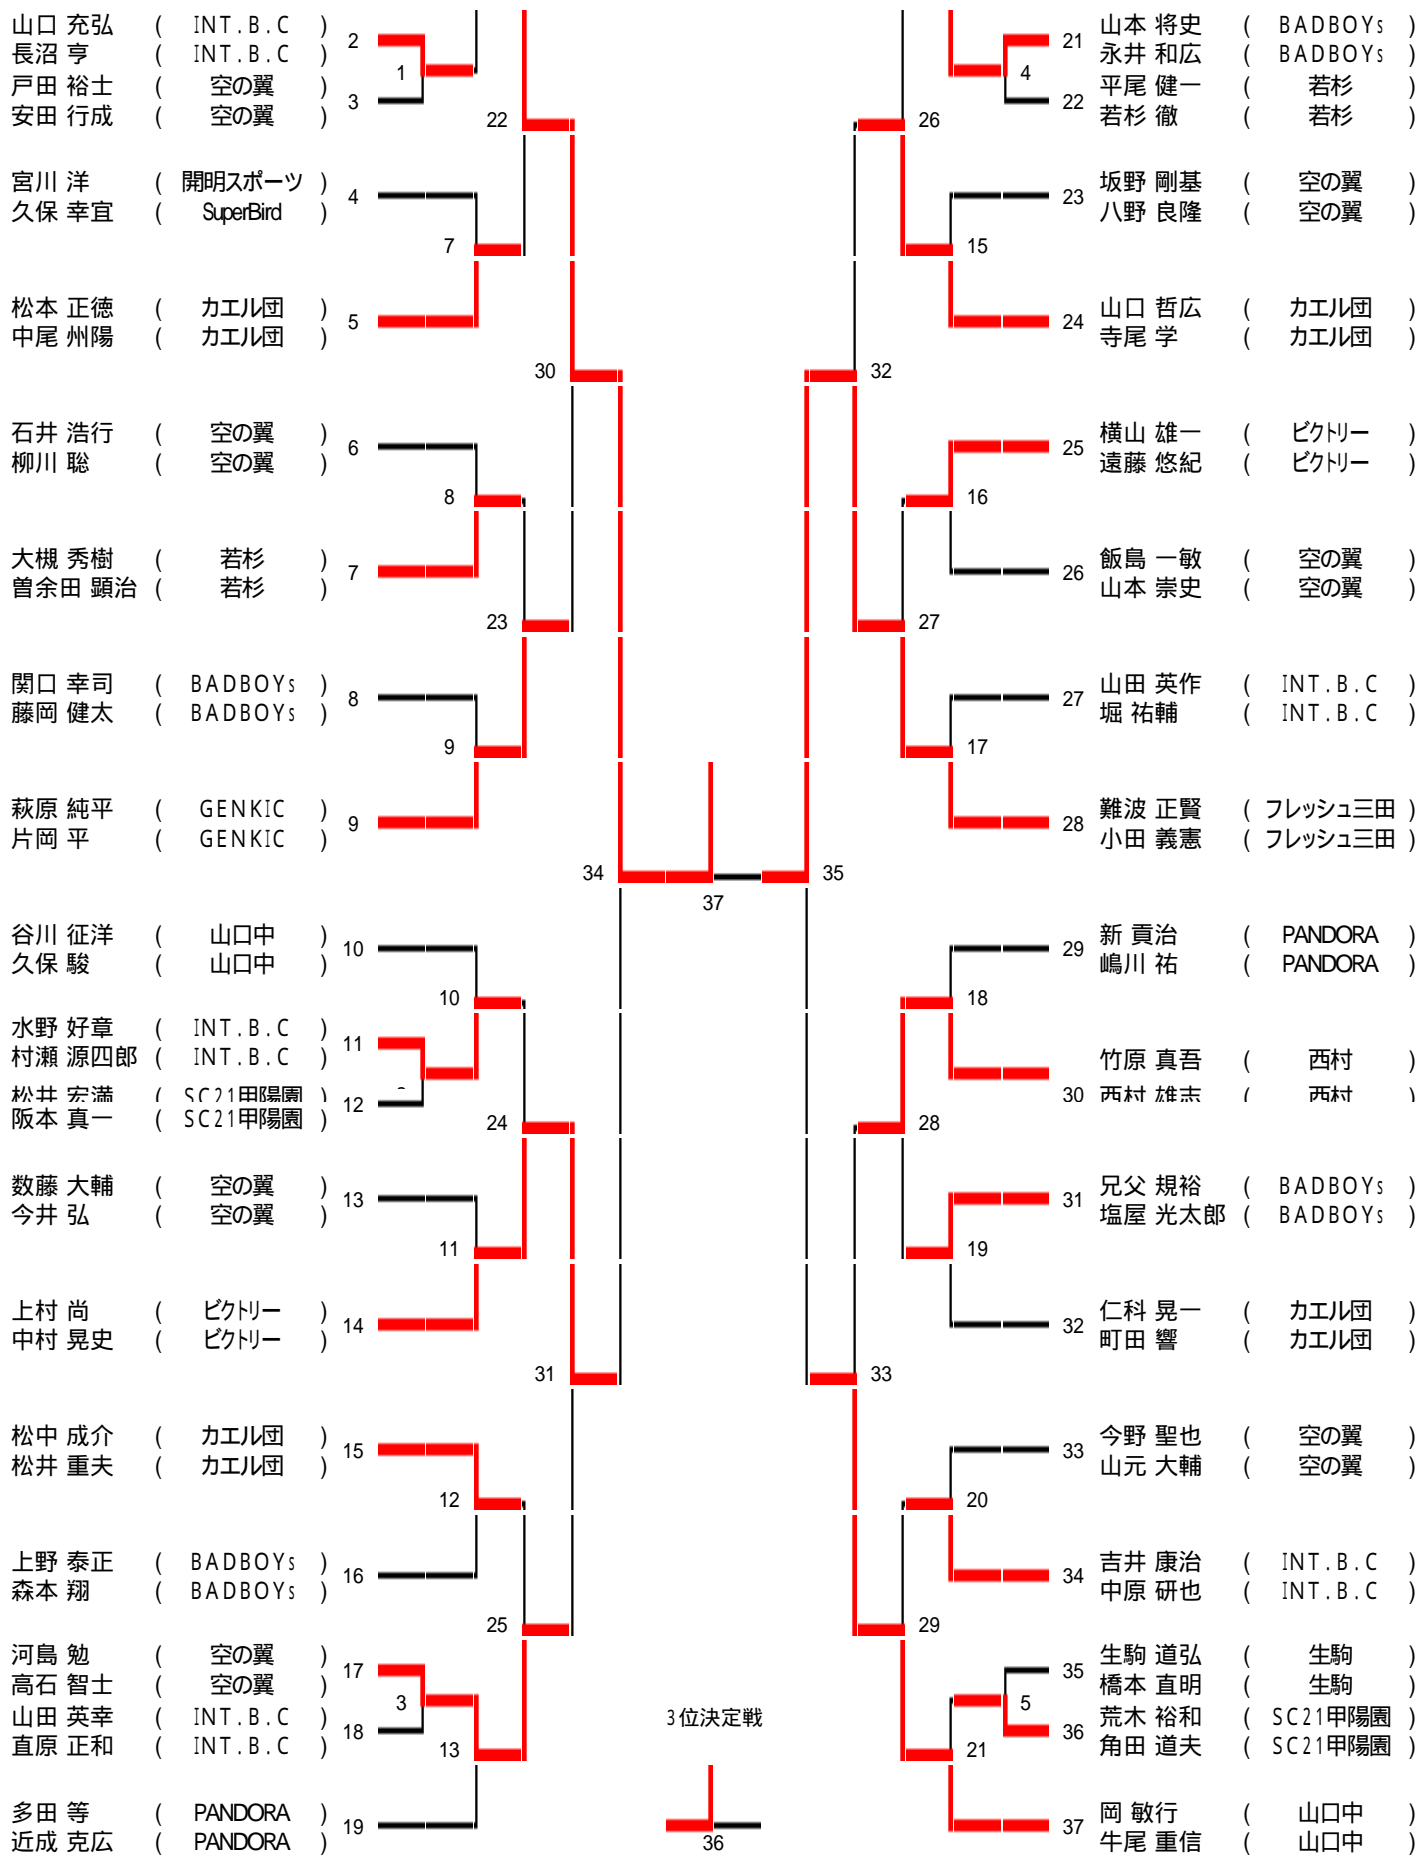 山口 充弘 ( INT.B.C ) 2
長沼 亨 ( INT.B.C )
1
戸田 裕士 ( 空の翼 ) 3
安田 行成 ( 空の翼 )
22
宮川 洋 ( 開明スポーツ ) 4
久保 幸宜 ( SuperBird )
7
松本 正徳 ( カエル団 ) 5
中尾 州陽 ( カエル団 )
30
石井 浩行 ( 空の翼 ) 6
柳川 聡 ( 空の翼 )
8
大槻 秀樹 ( 若杉 ) 7
曽余田 顕治 ( 若杉 )
23
関口 幸司 ( BADBOYs ) 8
藤岡 健太 ( BADBOYs )
9
萩原 純平 ( GENKIC ) 9
片岡 平 ( GENKIC )
34
谷川 征洋 ( 山口中 ) 10
久保 駿 ( 山口中 )
10
水野 好章 ( INT.B.C ) 11
村瀬 源四郎 ( INT.B.C )
松井 宏満 ( SC21甲陽園 ) 12
阪本 真一 ( SC21甲陽園 )
24
数藤 大輔 ( 空の翼 ) 13
今井 弘 ( 空の翼 )
11
上村 尚 ( ビクトリー ) 14
中村 晃史 ( ビクトリー )
31
松中 成介 ( カエル団 ) 15
松井 重夫 ( カエル団 )
12
上野 泰正 ( BADBOYs ) 16
森本 翔 ( BADBOYs )
25
河島 勉 ( 空の翼 ) 17
高石 智士 ( 空の翼 )
3
山田 英幸 ( INT.B.C ) 18
直原 正和 ( INT.B.C )
13
多田 等 ( PANDORA ) 19
近成 克広 ( PANDORA )
37
3位決定戦
36
21 山本 将史 ( BADBOYs )
永井 和広 ( BADBOYs )
4
22 平尾 健一 ( 若杉 )
若杉 徹 ( 若杉 )
26
23 坂野 剛基 ( 空の翼 )
八野 良隆 ( 空の翼 )
15
24 山口 哲広 ( カエル団 )
寺尾 学 ( カエル団 )
32
25 横山 雄一 ( ビクトリー )
遠藤 悠紀 ( ビクトリー )
16
26 飯島 一敏 ( 空の翼 )
山本 崇史 ( 空の翼 )
27
27 山田 英作 ( INT.B.C )
堀 祐輔 ( INT.B.C )
17
28 難波 正賢 ( フレッシュ三田 )
小田 義憲 ( フレッシュ三田 )
35
29 新 貢治 ( PANDORA )
嶋川 祐 ( PANDORA )
18
竹原 真吾 ( 西村 )
30 西村 雄志 ( 西村 )
28
31 兄父 規裕 ( BADBOYs )
塩屋 光太郎 ( BADBOYs )
19
32 仁科 晃一 ( カエル団 )
町田 響 ( カエル団 )
33
33 今野 聖也 ( 空の翼 )
山元 大輔 ( 空の翼 )
20
34 吉井 康治 ( INT.B.C )
中原 研也 ( INT.B.C )
29
35 生駒 道弘 ( 生駒 )
橋本 直明 ( 生駒 )
5
36 荒木 裕和 ( SC21甲陽園 )
角田 道夫 ( SC21甲陽園 )
21
37 岡 敏行 ( 山口中 )
牛尾 重信 ( 山口中 )